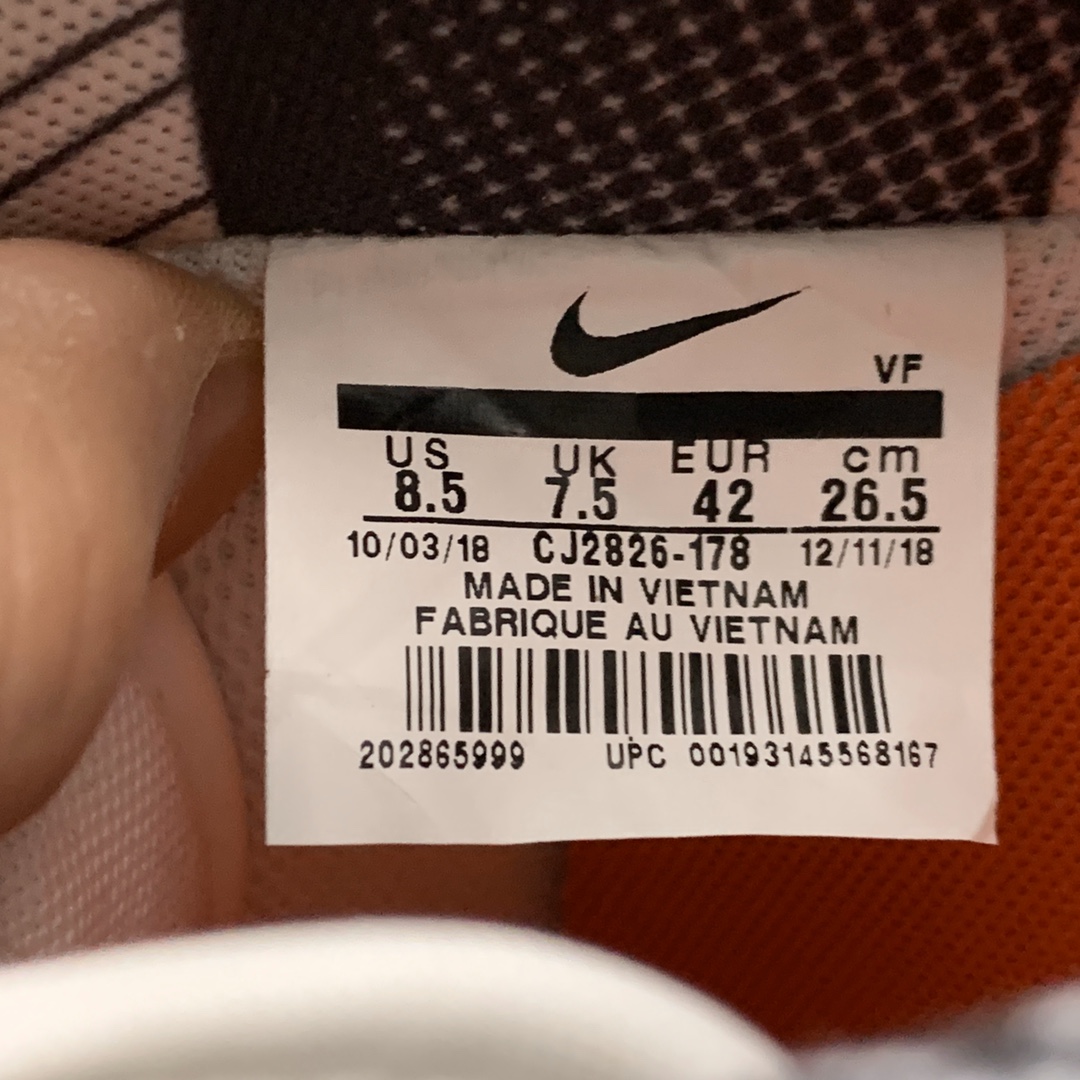 VF
US UK EUR cm
8.5 7.5 42 26.5
10/03/18 CJ2826-178 12/11/18
MADE IN VIETNAM
FABRIQUE AU VIETNAM
202865999 UPC 00193145568167